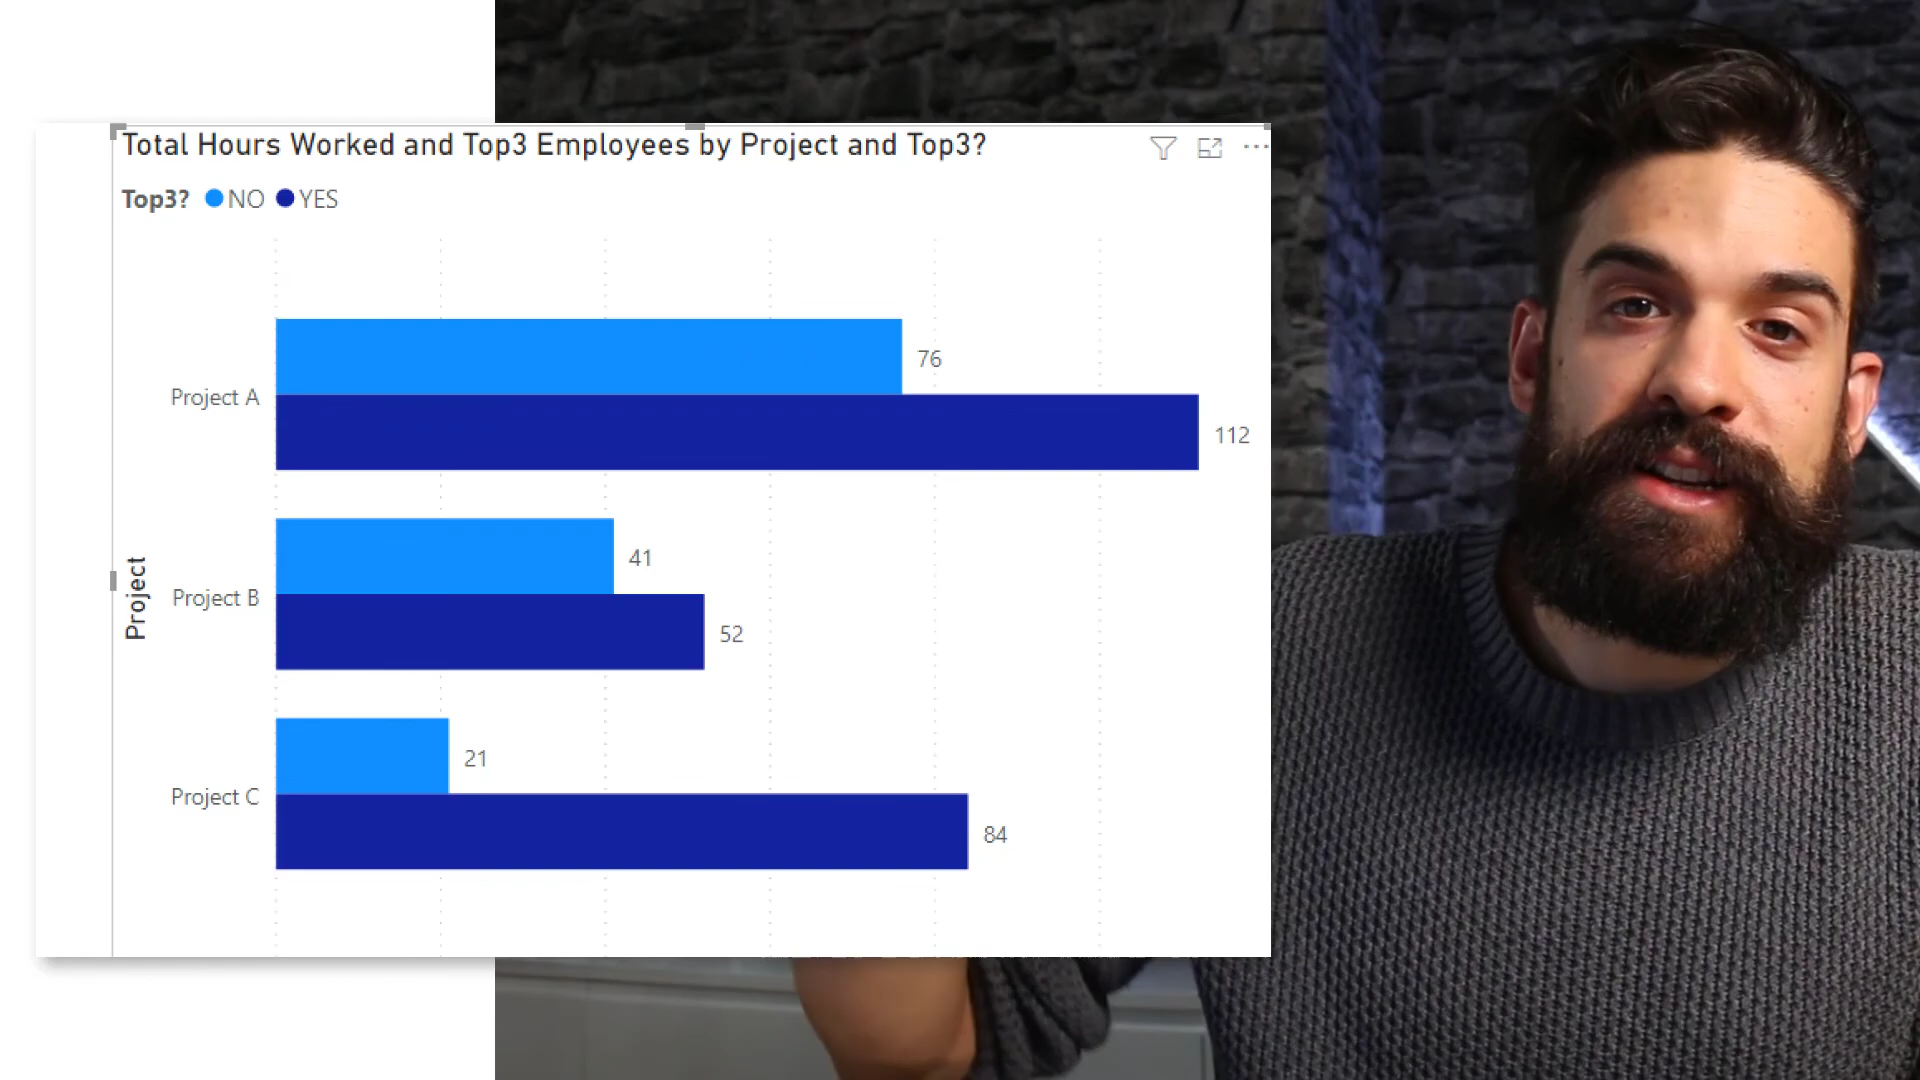 Total Hours Worked and Top3 Employees by Project and Top3?
Top3? NO YES
76
Project A
112
41
Project B
52
Project
21
Project C
84